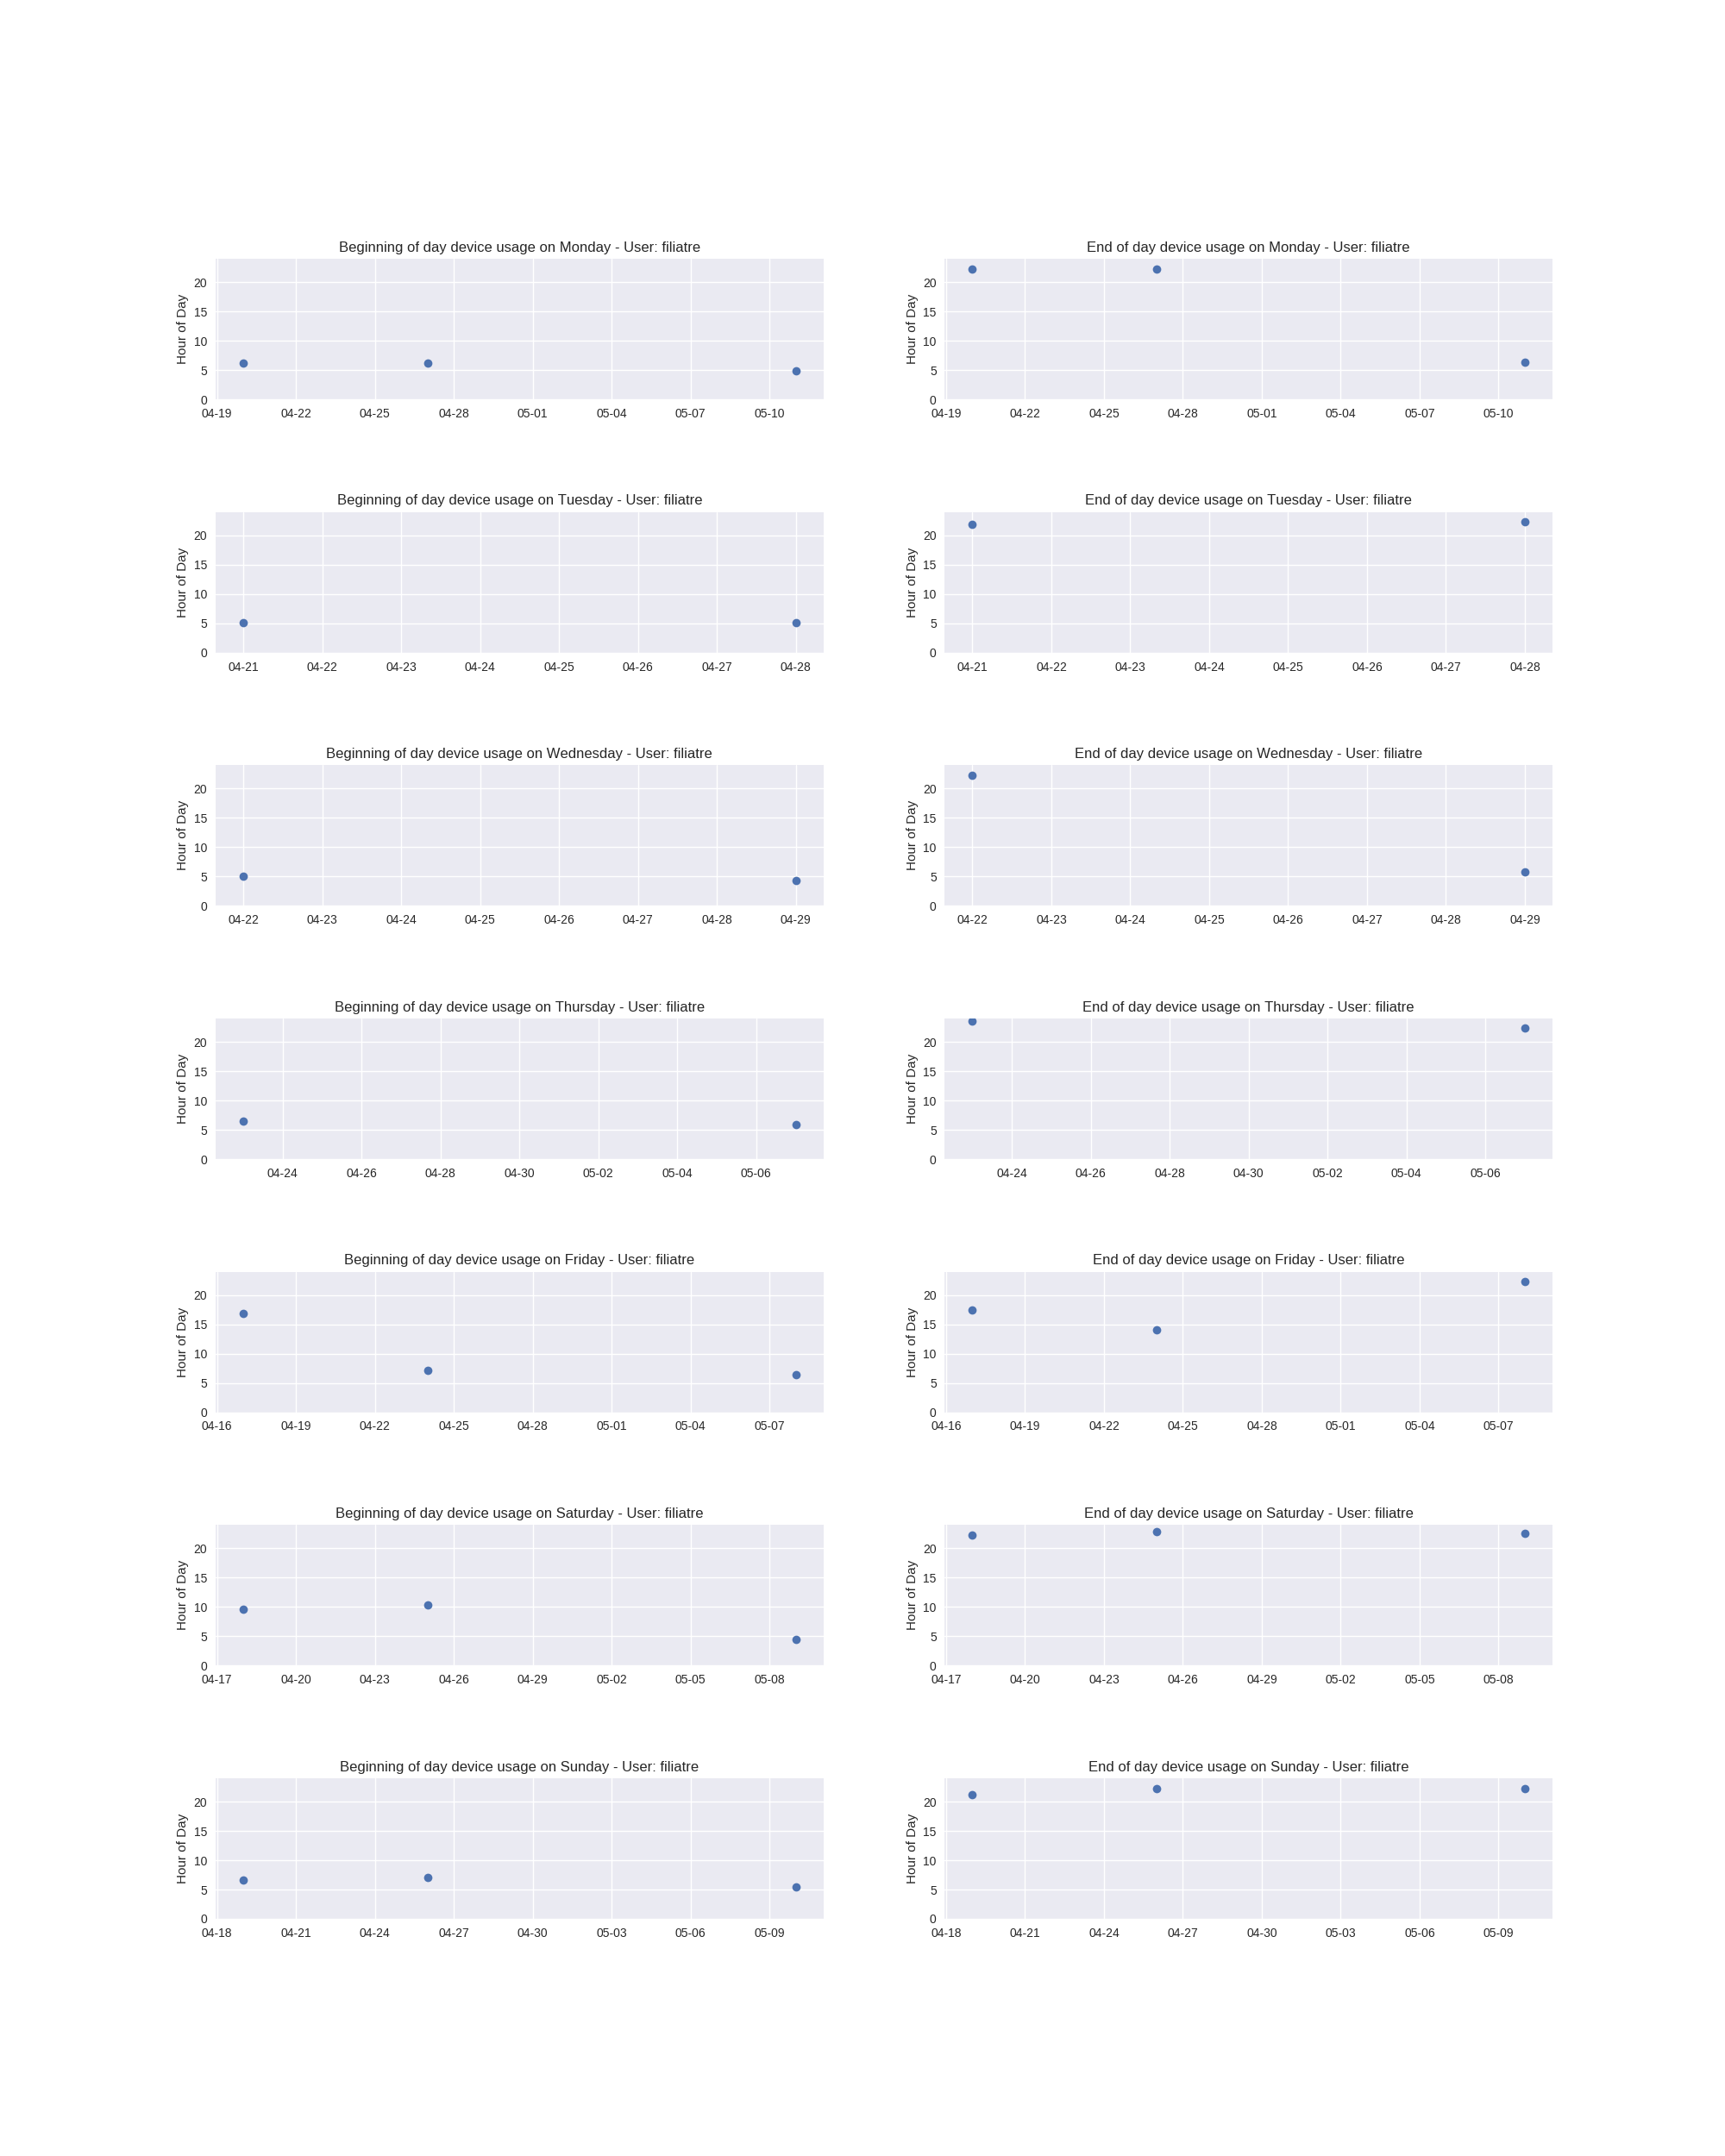 Beginning of day device usage on Monday - User: filiatre
Hour of Day
20
15
10
5
0
04-19 04-22 04-25 04-28 05-01 05-04 05-07 05-10
End of day device usage on Monday - User: filiatre
Hour of Day
20
15
10
5
0
04-19 04-22 04-25 04-28 05-01 05-04 05-07 05-10
Beginning of day device usage on Tuesday - User: filiatre
Hour of Day
20
15
10
5
0
04-21 04-22 04-23 04-24 04-25 04-26 04-27 04-28
End of day device usage on Tuesday - User: filiatre
Hour of Day
20
15
10
5
0
04-21 04-22 04-23 04-24 04-25 04-26 04-27 04-28
Beginning of day device usage on Wednesday - User: filiatre
Hour of Day
20
15
10
5
0
04-22 04-23 04-24 04-25 04-26 04-27 04-28 04-29
End of day device usage on Wednesday - User: filiatre
Hour of Day
20
15
10
5
0
04-22 04-23 04-24 04-25 04-26 04-27 04-28 04-29
Beginning of day device usage on Thursday - User: filiatre
Hour of Day
20
15
10
5
0
04-24 04-26 04-28 04-30 05-02 05-04 05-06
End of day device usage on Thursday - User: filiatre
Hour of Day
20
15
10
5
0
04-24 04-26 04-28 04-30 05-02 05-04 05-06
Beginning of day device usage on Friday - User: filiatre
Hour of Day
20
15
10
5
0
04-16 04-19 04-22 04-25 04-28 05-01 05-04 05-07
End of day device usage on Friday - User: filiatre
Hour of Day
20
15
10
5
0
04-16 04-19 04-22 04-25 04-28 05-01 05-04 05-07
Beginning of day device usage on Saturday - User: filiatre
Hour of Day
20
15
10
5
0
04-17 04-20 04-23 04-26 04-29 05-02 05-05 05-08
End of day device usage on Saturday - User: filiatre
Hour of Day
20
15
10
5
0
04-17 04-20 04-23 04-26 04-29 05-02 05-05 05-08
Beginning of day device usage on Sunday - User: filiatre
Hour of Day
20
15
10
5
0
04-18 04-21 04-24 04-27 04-30 05-03 05-06 05-09
End of day device usage on Sunday - User: filiatre
Hour of Day
20
15
10
5
0
04-18 04-21 04-24 04-27 04-30 05-03 05-06 05-09